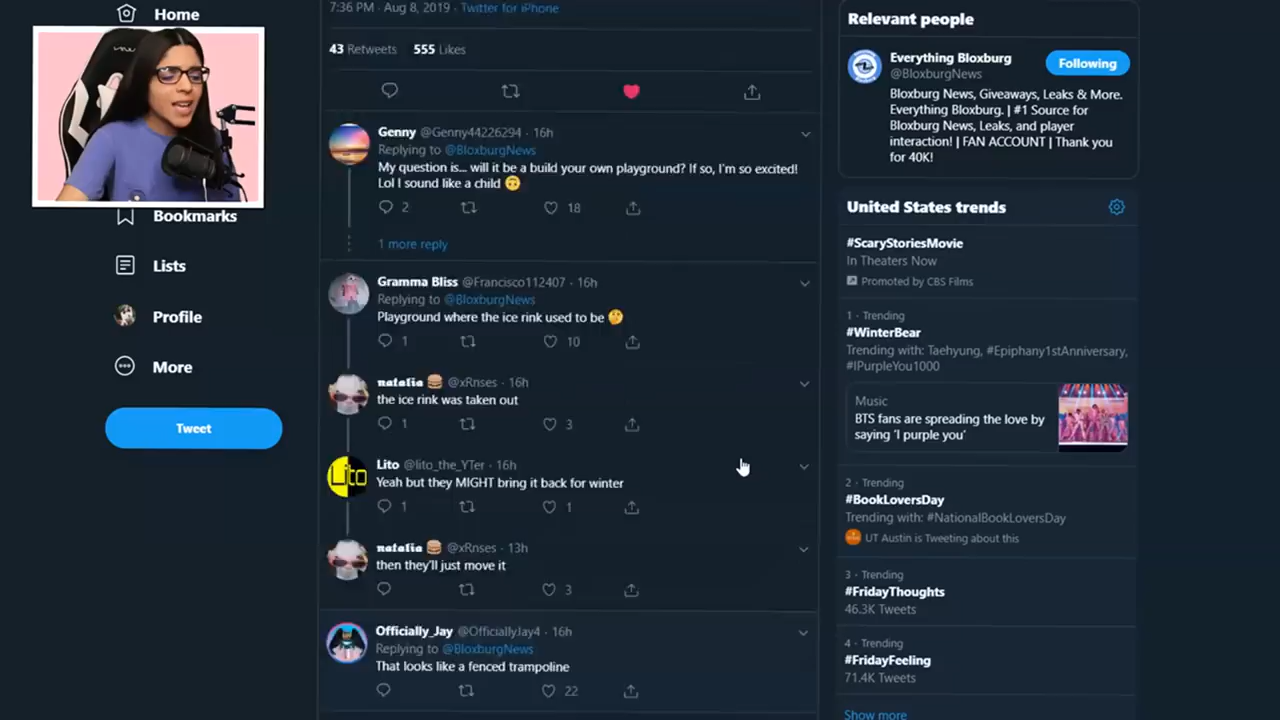 Home
Bookmarks
Lists
Profile
More
Tweet
7:36 PM · Aug 8, 2019 · Twitter for iPhone
43 Retweets 555 Likes
Genny @Genny44226294 · 16h
Replying to @BloxburgNews
My question is... will it be a build your own playground? If so, I'm so excited!
Lol I sound like a child 🙃
2 18
1 more reply
Gramma Bliss @Francisco112407 · 16h
Replying to @BloxburgNews
Playground where the ice rink used to be 🤔
1 10
natalia 🍔 @xRnses · 16h
the ice rink was taken out
1 3
Lito @lito_the_YTer · 16h
Yeah but they MIGHT bring it back for winter
1 1
Lito
natalia 🍔 @xRnses · 13h
then they'll just move it
3
Officially_Jay @OfficiallyJay4 · 16h
Replying to @BloxburgNews
That looks like a fenced trampoline
22
Relevant people
Everything Bloxburg
@BloxburgNews
Following
Bloxburg News, Giveaways, Leaks & More.
Everything Bloxburg. | #1 Source for
Bloxburg News, Leaks, and player
interaction! | FAN ACCOUNT | Thank you
for 40K!
United States trends
#ScaryStoriesMovie
In Theaters Now
Promoted by CBS Films
1 · Trending
#WinterBear
Trending with: Taehyung, #Epiphany1stAnniversary,
#IPurpleYou1000
Music
BTS fans are spreading the love by
saying 'I purple you'
2 · Trending
#BookLoversDay
Trending with: #NationalBookLoversDay
UT Austin is Tweeting about this
3 · Trending
#FridayThoughts
46.3K Tweets
4 · Trending
#FridayFeeling
71.4K Tweets
Show more